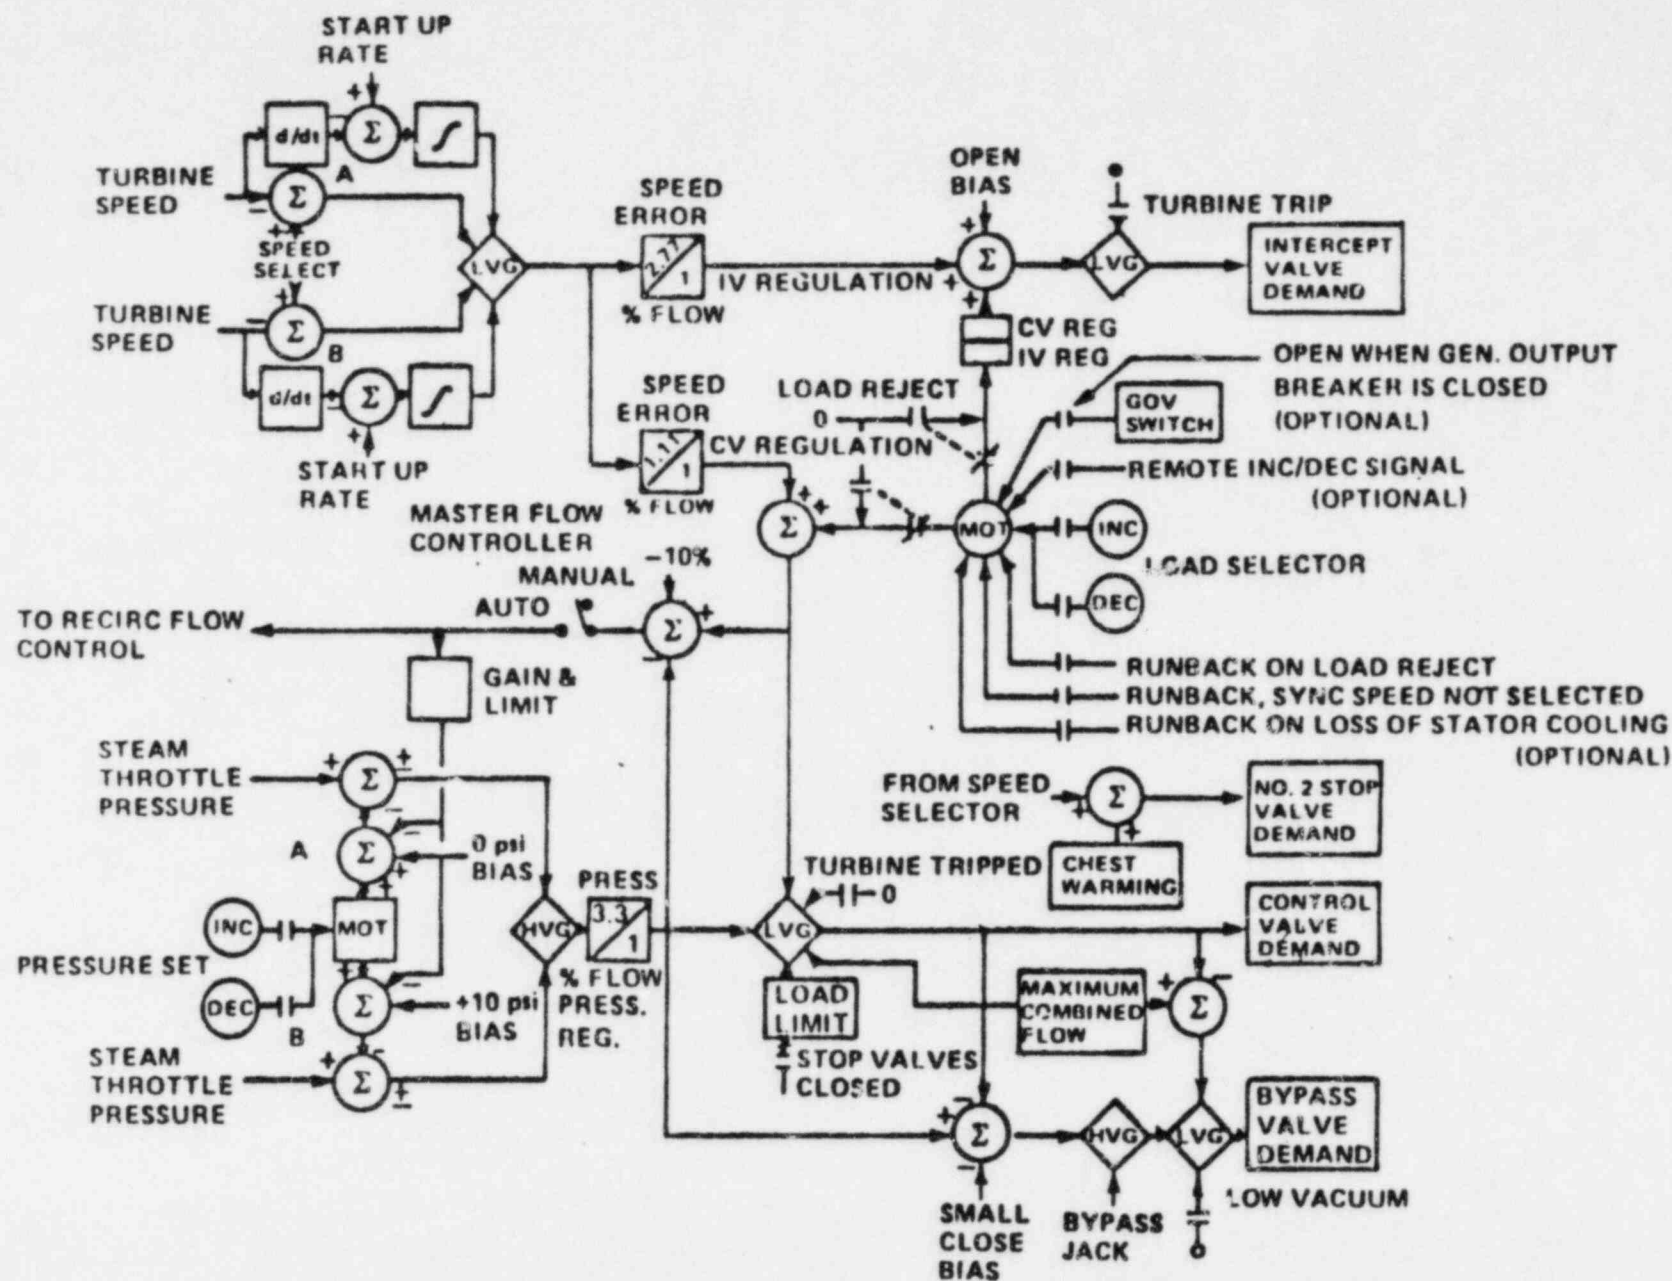 START UP
RATE
+
d/dt
Σ
∫
A
TURBINE
SPEED
Σ
−
+
SPEED
SELECT
+
LVG
TURBINE
SPEED
−
Σ
B
d/dt
Σ
∫
+
START UP
RATE
SPEED
ERROR
2.77
1
% FLOW
IV REGULATION
OPEN
BIAS
+
Σ
+
+
LVG
TURBINE TRIP
INTERCEPT
VALVE
DEMAND
CV REG
IV REG
SPEED
ERROR
1
% FLOW
CV REGULATION
LOAD REJECT
0
OPEN WHEN GEN. OUTPUT
BREAKER IS CLOSED
(OPTIONAL)
GOV
SWITCH
REMOTE INC/DEC SIGNAL
(OPTIONAL)
MOT
INC
LOAD SELECTOR
DEC
+
+
Σ
RUNBACK ON LOAD REJECT
RUNBACK, SYNC SPEED NOT SELECTED
RUNBACK ON LOSS OF STATOR COOLING
(OPTIONAL)
MASTER FLOW
CONTROLLER
−10%
MANUAL
AUTO
Σ
+
−
TO RECIRC FLOW
CONTROL
GAIN &
LIMIT
STEAM
THROTTLE
PRESSURE
+
Σ
+
−
−
Σ
A
0 psi
BIAS
+
+
INC
MOT
PRESSURE SET
DEC
+
−
Σ
B
+10 psi
BIAS
STEAM
THROTTLE
PRESSURE
+
Σ
−
+
HVG
PRESS
3.3
1
% FLOW
PRESS.
REG.
TURBINE TRIPPED
0
LVG
LOAD
LIMIT
STOP VALVES
CLOSED
FROM SPEED
SELECTOR
+
Σ
+
CHEST
WARMING
NO. 2 STOP
VALVE
DEMAND
CONTROL
VALVE
DEMAND
MAXIMUM
COMBINED
FLOW
+
−
+
Σ
+
−
Σ
−
SMALL
CLOSE
BIAS
HVG
BYPASS
JACK
LVG
BYPASS
VALVE
DEMAND
LOW VACUUM